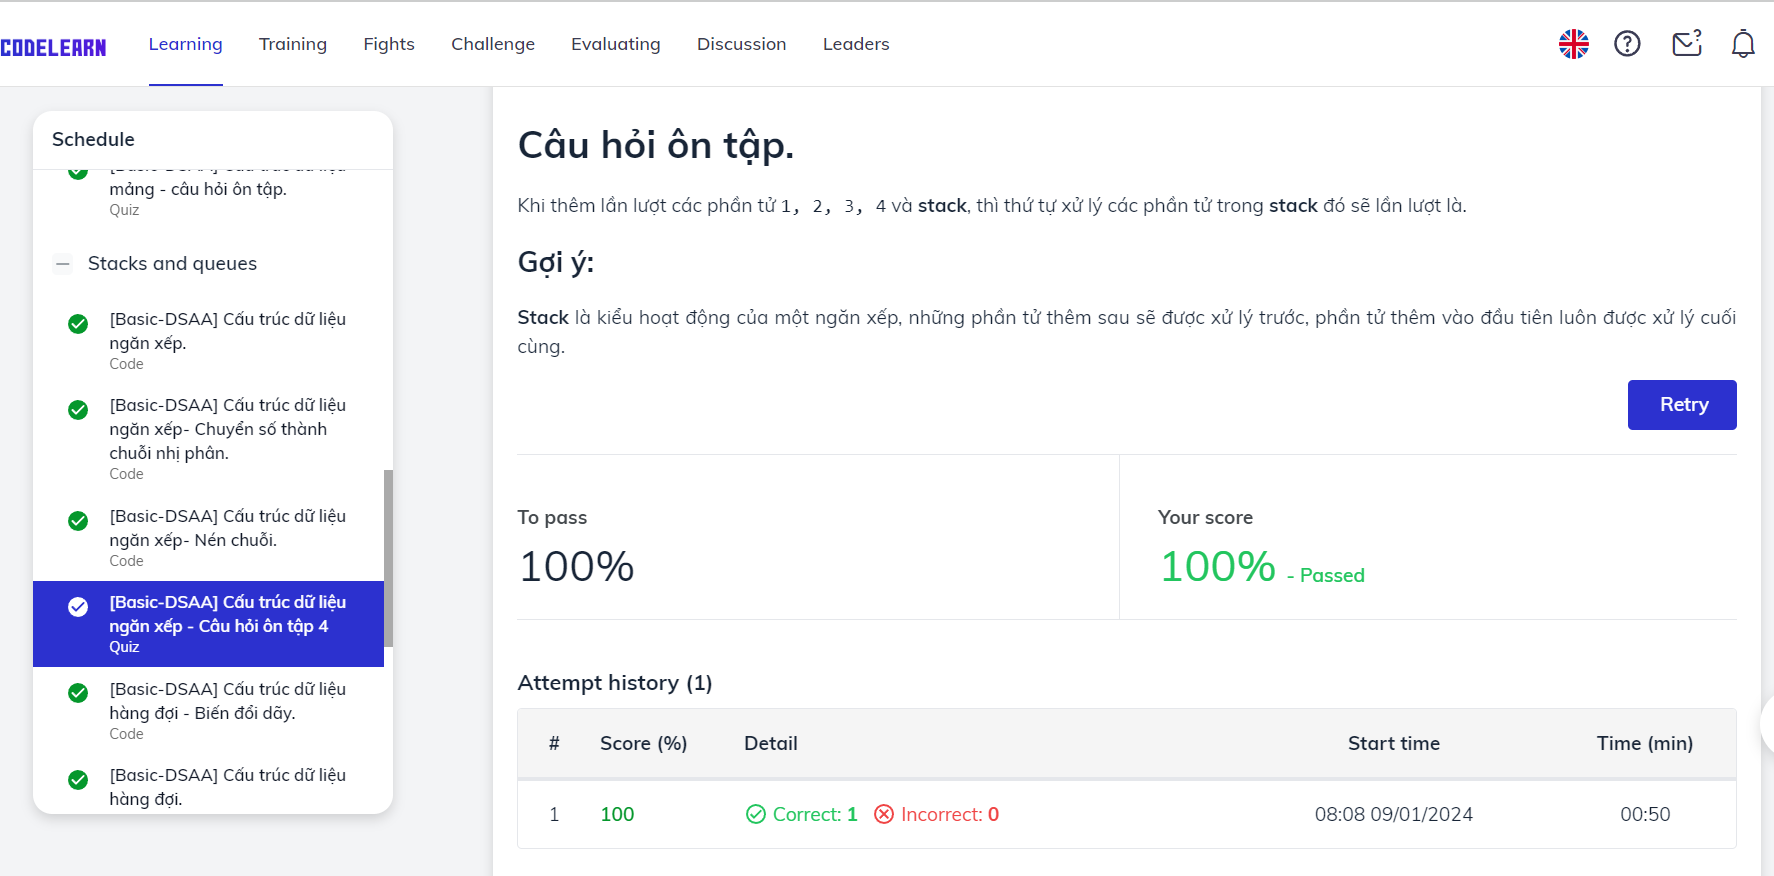 CODELEARN
Learning
Training
Fights
Challenge
Evaluating
Discussion
Leaders
Schedule
mảng - câu hỏi ôn tập.
Quiz
Stacks and queues
[Basic-DSAA] Cấu trúc dữ liệu
ngăn xếp.
Code
[Basic-DSAA] Cấu trúc dữ liệu
ngăn xếp- Chuyển số thành
chuỗi nhị phân.
Code
[Basic-DSAA] Cấu trúc dữ liệu
ngăn xếp- Nén chuỗi.
Code
[Basic-DSAA] Cấu trúc dữ liệu
ngăn xếp - Câu hỏi ôn tập 4
Quiz
[Basic-DSAA] Cấu trúc dữ liệu
hàng đợi - Biến đổi dãy.
Code
[Basic-DSAA] Cấu trúc dữ liệu
hàng đợi.
Câu hỏi ôn tập.
Khi thêm lần lượt các phần tử 1, 2, 3, 4 và stack, thì thứ tự xử lý các phần tử trong stack đó sẽ lần lượt là.
Gợi ý:
Stack là kiểu hoạt động của một ngăn xếp, những phần tử thêm sau sẽ được xử lý trước, phần tử thêm vào đầu tiên luôn được xử lý cuối
cùng.
Retry
To pass
100%
Your score
100% - Passed
Attempt history (1)
# Score (%) Detail Start time Time (min)
1 100 Correct: 1 Incorrect: 0 08:08 09/01/2024 00:50